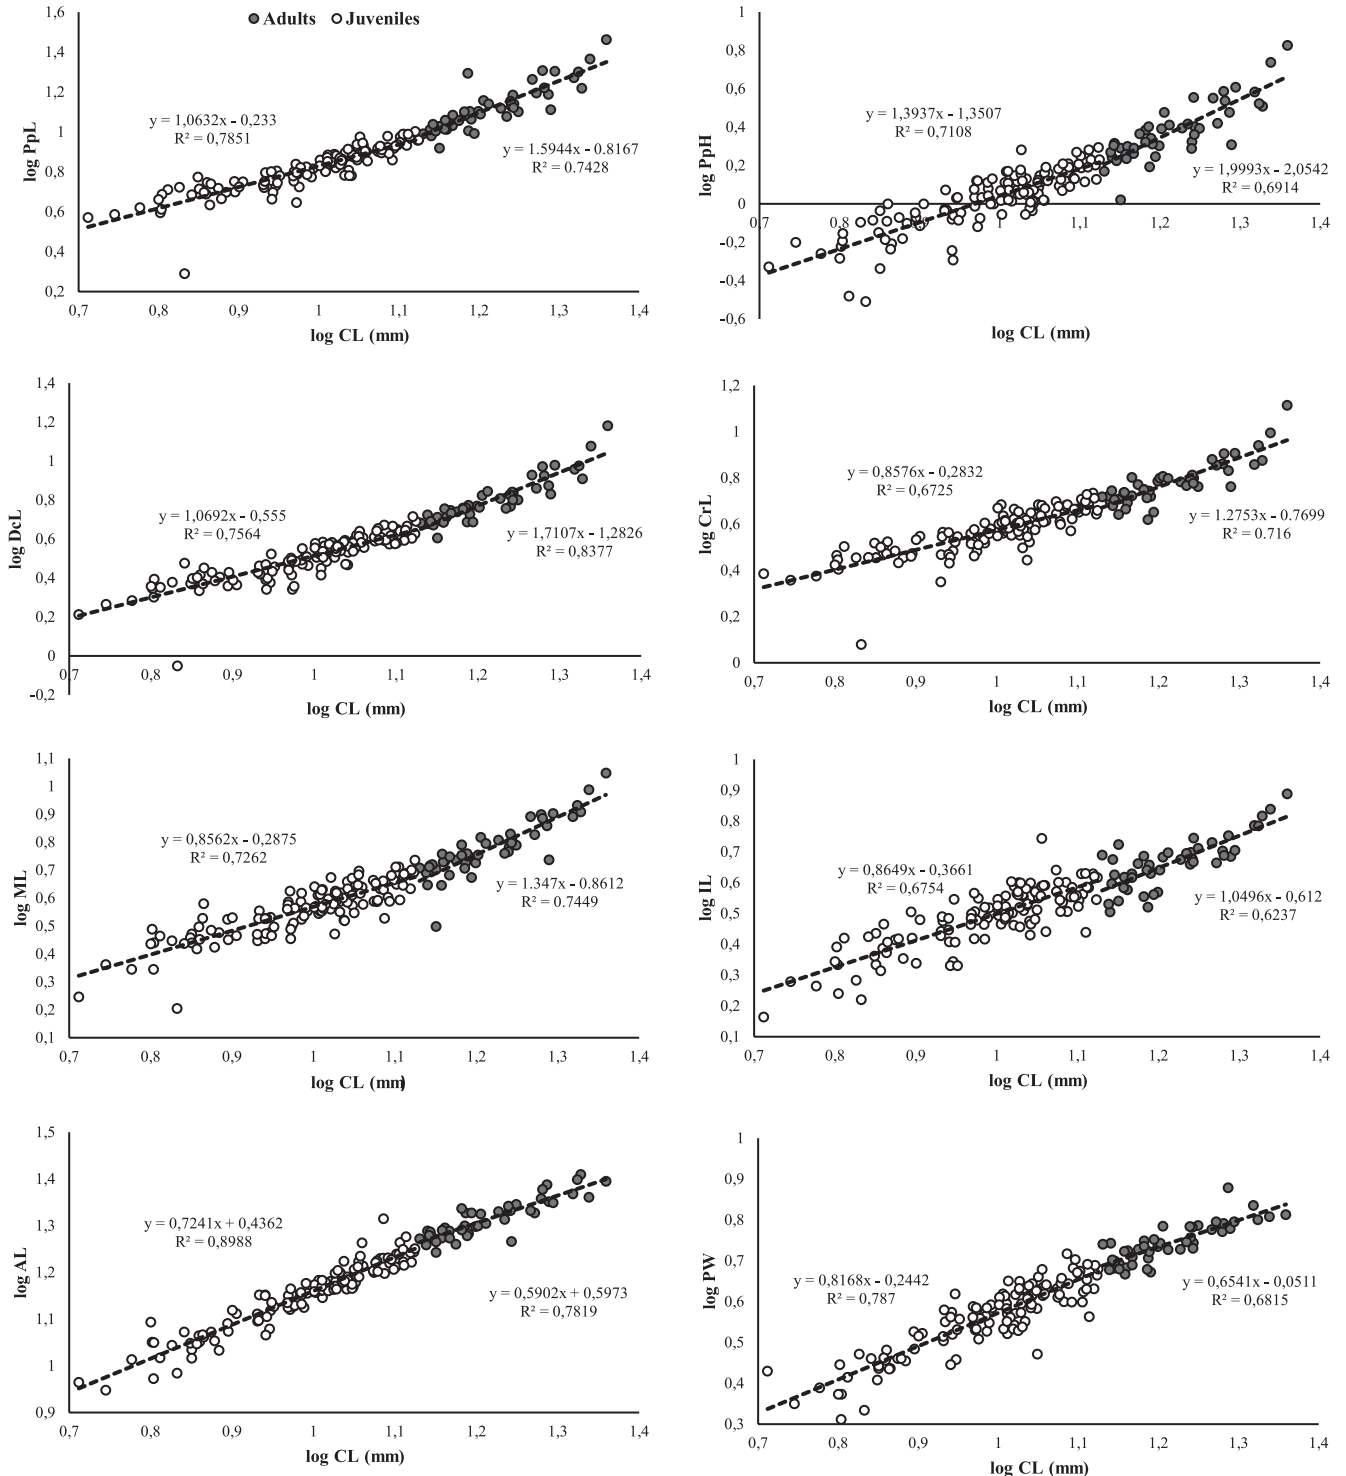 1,6
Adults Juveniles
1,4
1,2
1
0,8
0,6
0,4
0,2
log PpL
y = 1,0632x - 0,233
R² = 0,7851
y = 1.5944x - 0.8167
R² = 0.7428
0,7 0,8 0,9 1 1,1 1,2 1,3 1,4
log CL (mm)
1
0,8
0,6
0,4
0,2
0
-0,2
-0,4
-0,6
log PpH
y = 1,3937x - 1,3507
R² = 0,7108
y = 1,9993x - 2,0542
R² = 0,6914
0,7 0,8 0,9 1 1,1 1,2 1,3 1,4
log CL (mm)
1,4
1,2
1
0,8
0,6
0,4
0,2
0
-0,2
log DcL
y = 1,0692x - 0,555
R² = 0,7564
y = 1,7107x - 1,2826
R² = 0,8377
0,7 0,8 0,9 1 1,1 1,2 1,3 1,4
log CL (mm)
1,2
1
0,8
0,6
0,4
0,2
0
log CrL
y = 0,8576x - 0,2832
R² = 0,6725
y = 1.2753x - 0.7699
R² = 0.716
0,7 0,8 0,9 1 1,1 1,2 1,3 1,4
log CL (mm)
1,1
1
0,9
0,8
0,7
0,6
0,5
0,4
0,3
0,2
0,1
log ML
y = 0,8562x - 0,2875
R² = 0,7262
y = 1.347x - 0.8612
R² = 0.7449
0,7 0,8 0,9 1 1,1 1,2 1,3 1,4
log CL (mm)
1
0,9
0,8
0,7
0,6
0,5
0,4
0,3
0,2
0,1
log IL
y = 0,8649x - 0,3661
R² = 0,6754
y = 1,0496x - 0,612
R² = 0,6237
0,7 0,8 0,9 1 1,1 1,2 1,3 1,4
log CL (mm)
1,5
1,4
1,3
1,2
1,1
1
0,9
log AL
y = 0,7241x + 0,4362
R² = 0,8988
y = 0,5902x + 0,5973
R² = 0,7819
0,7 0,8 0,9 1 1,1 1,2 1,3 1,4
log CL (mm)
1
0,9
0,8
0,7
0,6
0,5
0,4
0,3
log PW
y = 0,8168x - 0,2442
R² = 0,787
y = 0,6541x - 0,0511
R² = 0,6815
0,7 0,8 0,9 1 1,1 1,2 1,3 1,4
log CL (mm)